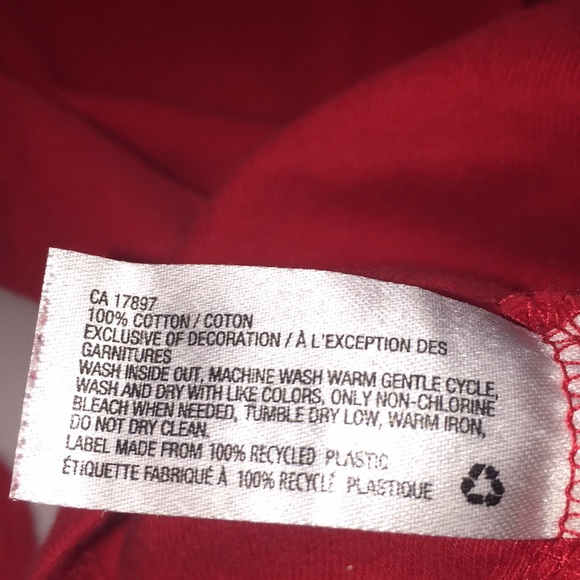 CA 17897
100% COTTON / COTON
EXCLUSIVE OF DECORATION / À L'EXCEPTION DES
GARNITURES
WASH INSIDE OUT, MACHINE WASH WARM GENTLE CYCLE,
WASH AND DRY WITH LIKE COLORS, ONLY NON-CHLORINE
BLEACH WHEN NEEDED, TUMBLE DRY LOW, WARM IRON,
DO NOT DRY CLEAN.
LABEL MADE FROM 100% RECYCLED PLASTIC
ÉTIQUETTE FABRIQUÉ À 100% RECYCLÉ PLASTIQUE